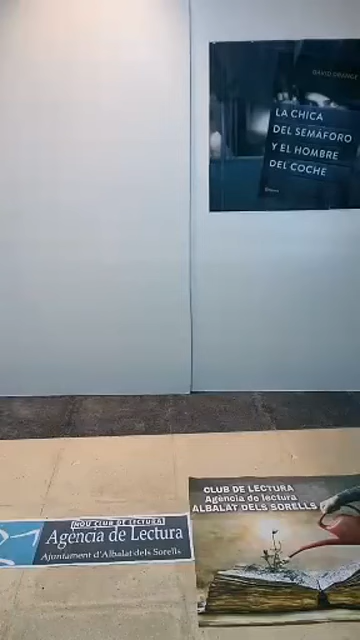 DAVID ORANGE
LA CHICA
DEL SEMÁFORO
Y EL HOMBRE
DEL COCHE
CLUB DE LECTURA
Agència de lectura
ALBALAT DELS SORELLS
NOU CLUB DE LECTURA
Agència de Lectura
Ajuntament d'Albalat dels Sorells